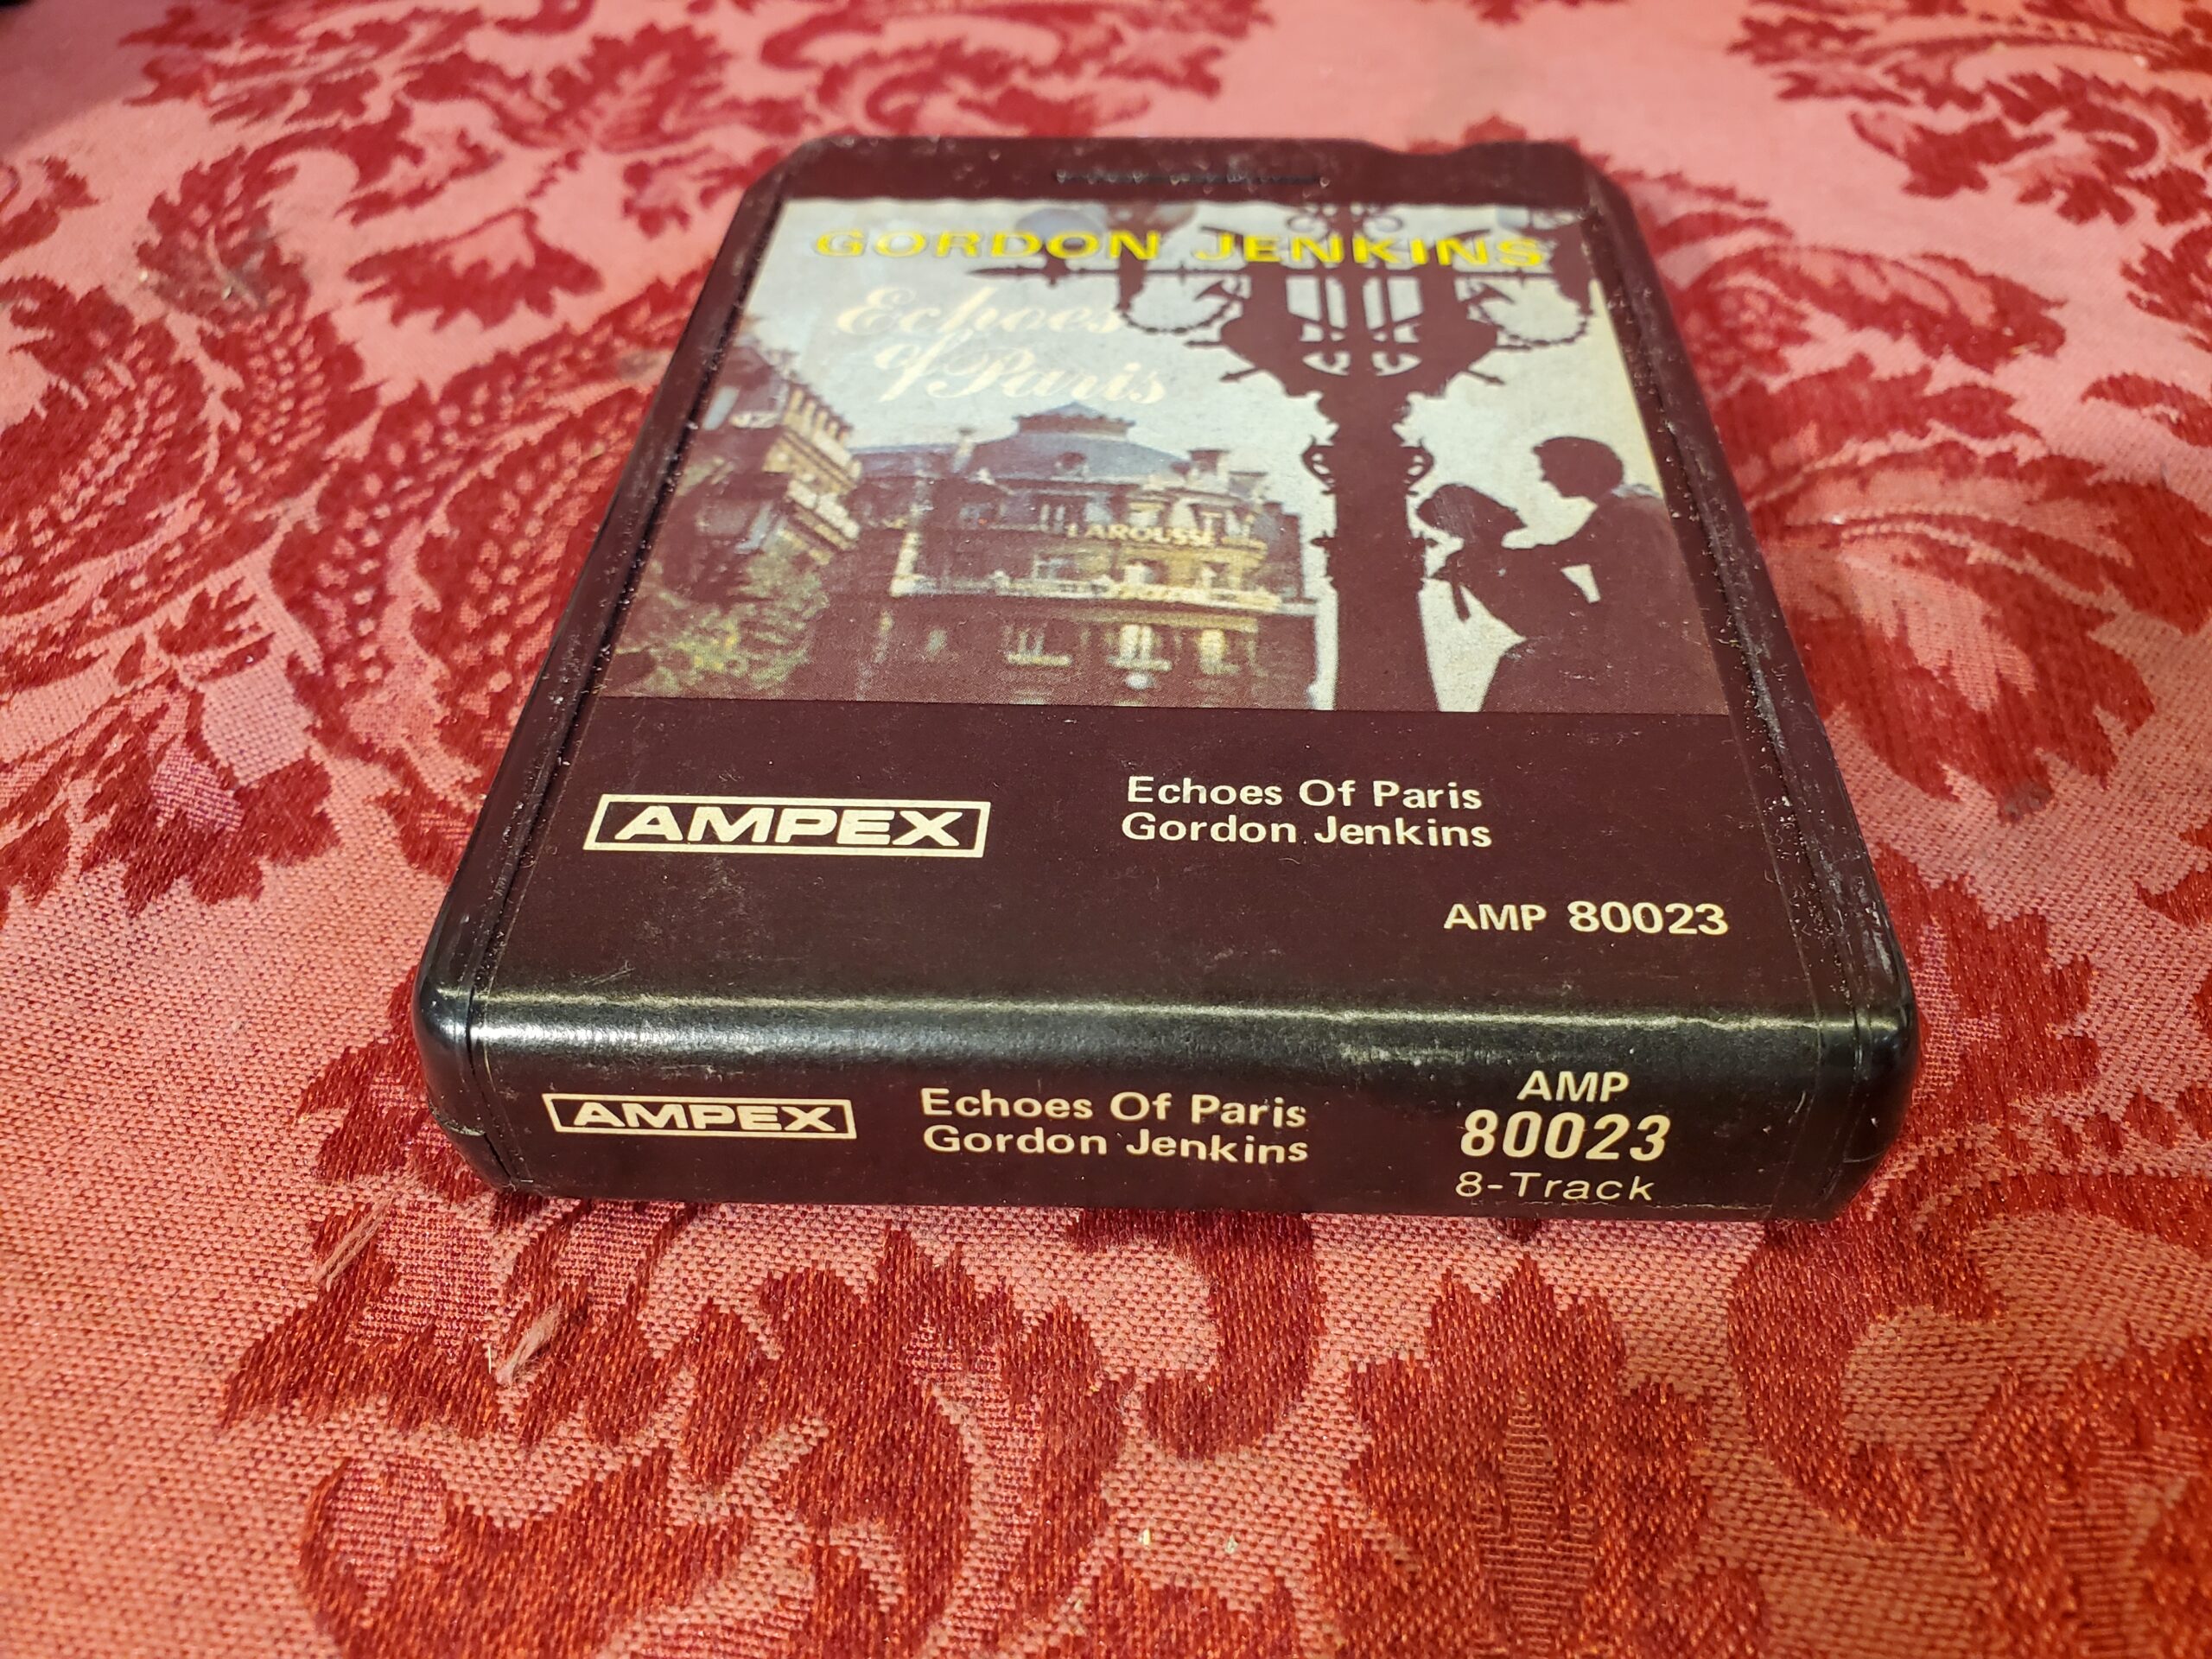 GORDON JENKINS
Echoes
of Paris
LAROUSSE
AMPEX
Echoes Of Paris
Gordon Jenkins
AMP 80023
AMPEX
Echoes Of Paris
Gordon Jenkins
AMP
80023
8-Track